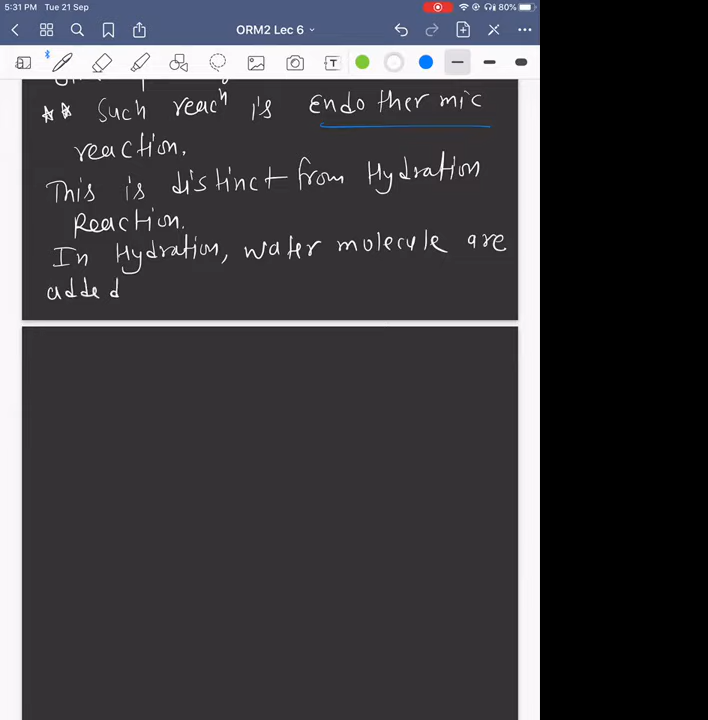 5:31 PM Tue 21 Sep
80%
ORM2 Lec 6
T
Such reacn is endothermic
reaction.
This is distinct from Hydration
Reaction.
In Hydration, water molecule are
added